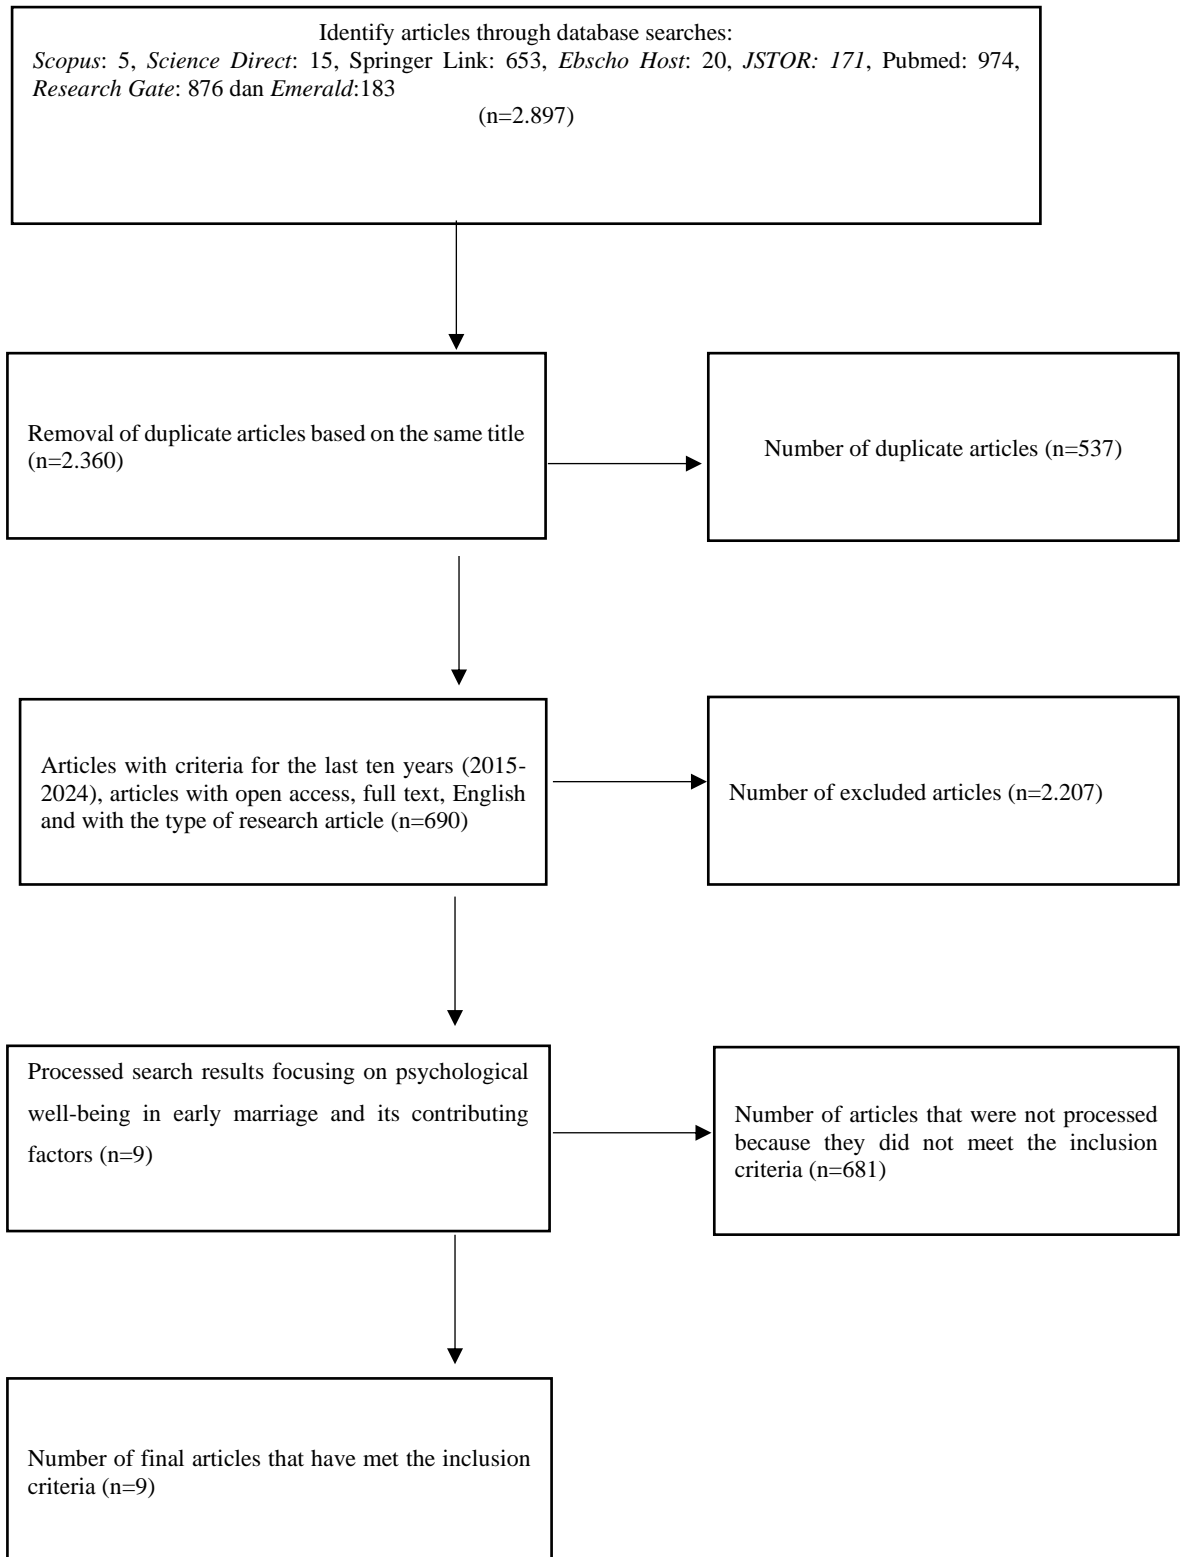 Identify articles through database searches:
Scopus: 5, Science Direct: 15, Springer Link: 653, Ebscho Host: 20, JSTOR: 171, Pubmed: 974,
Research Gate: 876 dan Emerald:183
(n=2.897)
Removal of duplicate articles based on the same title
(n=2.360)
Number of duplicate articles (n=537)
Articles with criteria for the last ten years (2015-
2024), articles with open access, full text, English
and with the type of research article (n=690)
Number of excluded articles (n=2.207)
Processed search results focusing on psychological
well-being in early marriage and its contributing
factors (n=9)
Number of articles that were not processed
because they did not meet the inclusion
criteria (n=681)
Number of final articles that have met the inclusion
criteria (n=9)